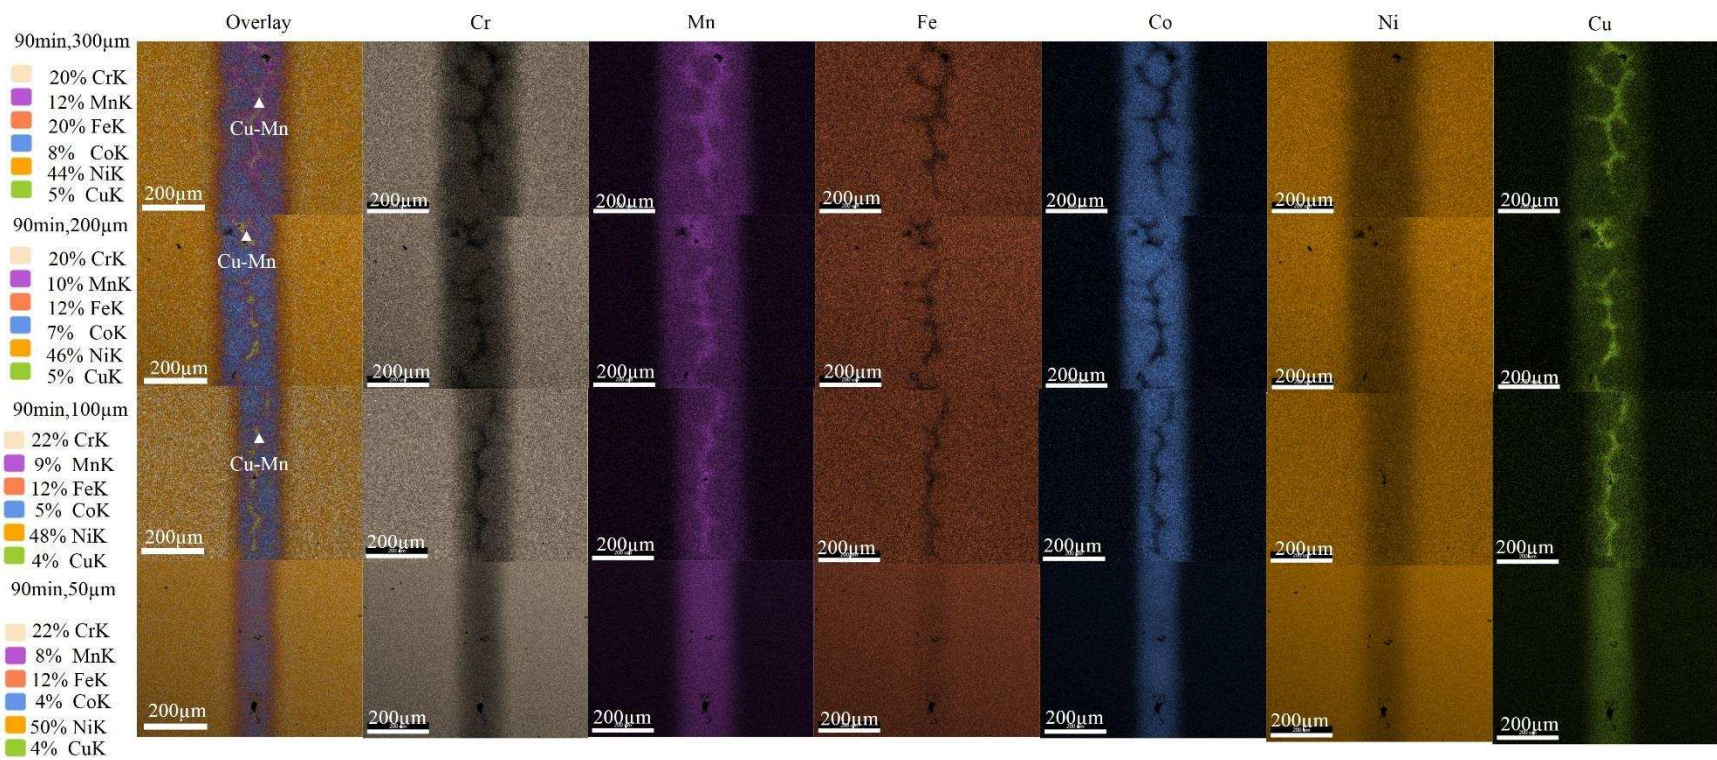 Overlay Cr Mn Fe Co Ni Cu
90min,300µm
20% CrK
12% MnK
20% FeK
8% CoK
44% NiK
5% CuK
Cu-Mn
200µm 200µm 200µm 200µm 200µm 200µm 200µm
90min,200µm
20% CrK
10% MnK
12% FeK
7% CoK
46% NiK
5% CuK
Cu-Mn
200µm 200µm 200µm 200µm 200µm 200µm 200µm
90min,100µm
22% CrK
9% MnK
12% FeK
5% CoK
48% NiK
4% CuK
Cu-Mn
200µm 200µm 200µm 200µm 200µm 200µm 200µm
90min,50µm
22% CrK
8% MnK
12% FeK
4% CoK
50% NiK
4% CuK
200µm 200µm 200µm 200µm 200µm 200µm 200µm